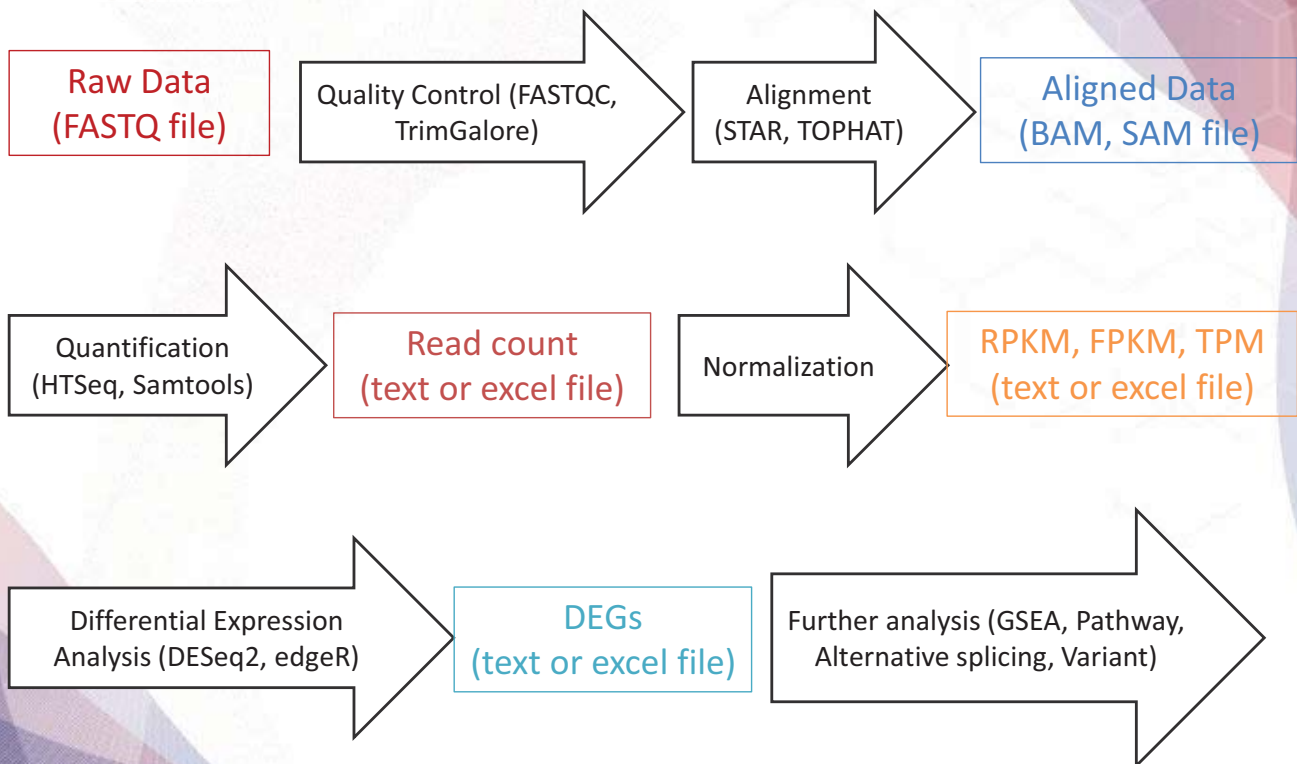 Raw Data
(FASTQ file)
Quality Control (FASTQC,
TrimGalore)
Alignment
(STAR, TOPHAT)
Aligned Data
(BAM, SAM file)
Quantification
(HTSeq, Samtools)
Read count
(text or excel file)
Normalization
RPKM, FPKM, TPM
(text or excel file)
Differential Expression
Analysis (DESeq2, edgeR)
DEGs
(text or excel file)
Further analysis (GSEA, Pathway,
Alternative splicing, Variant)